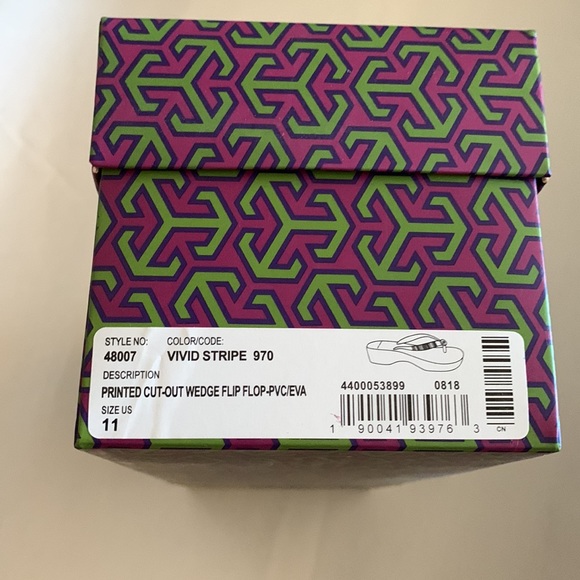 STYLE NO: COLOR/CODE:
48007 VIVID STRIPE 970
DESCRIPTION
PRINTED CUT-OUT WEDGE FLIP FLOP-PVC/EVA
SIZE US
11
4400053899 0818
1 90041 93976 3
CN